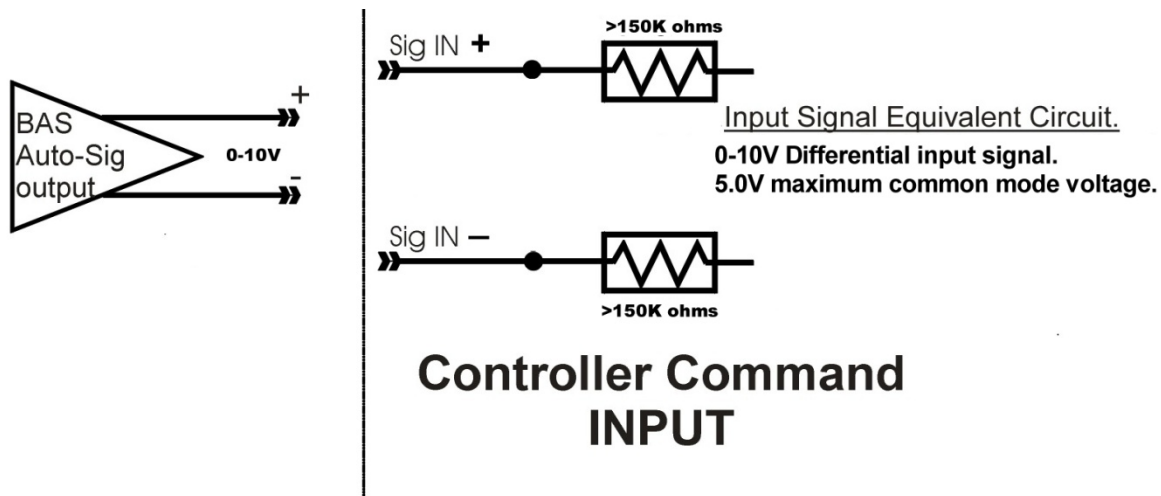 BAS
Auto-Sig
output
+
0-10V
-
Sig IN +
>150K ohms
Input Signal Equivalent Circuit.
0-10V Differential input signal.
5.0V maximum common mode voltage.
Sig IN −
>150K ohms
Controller Command
INPUT